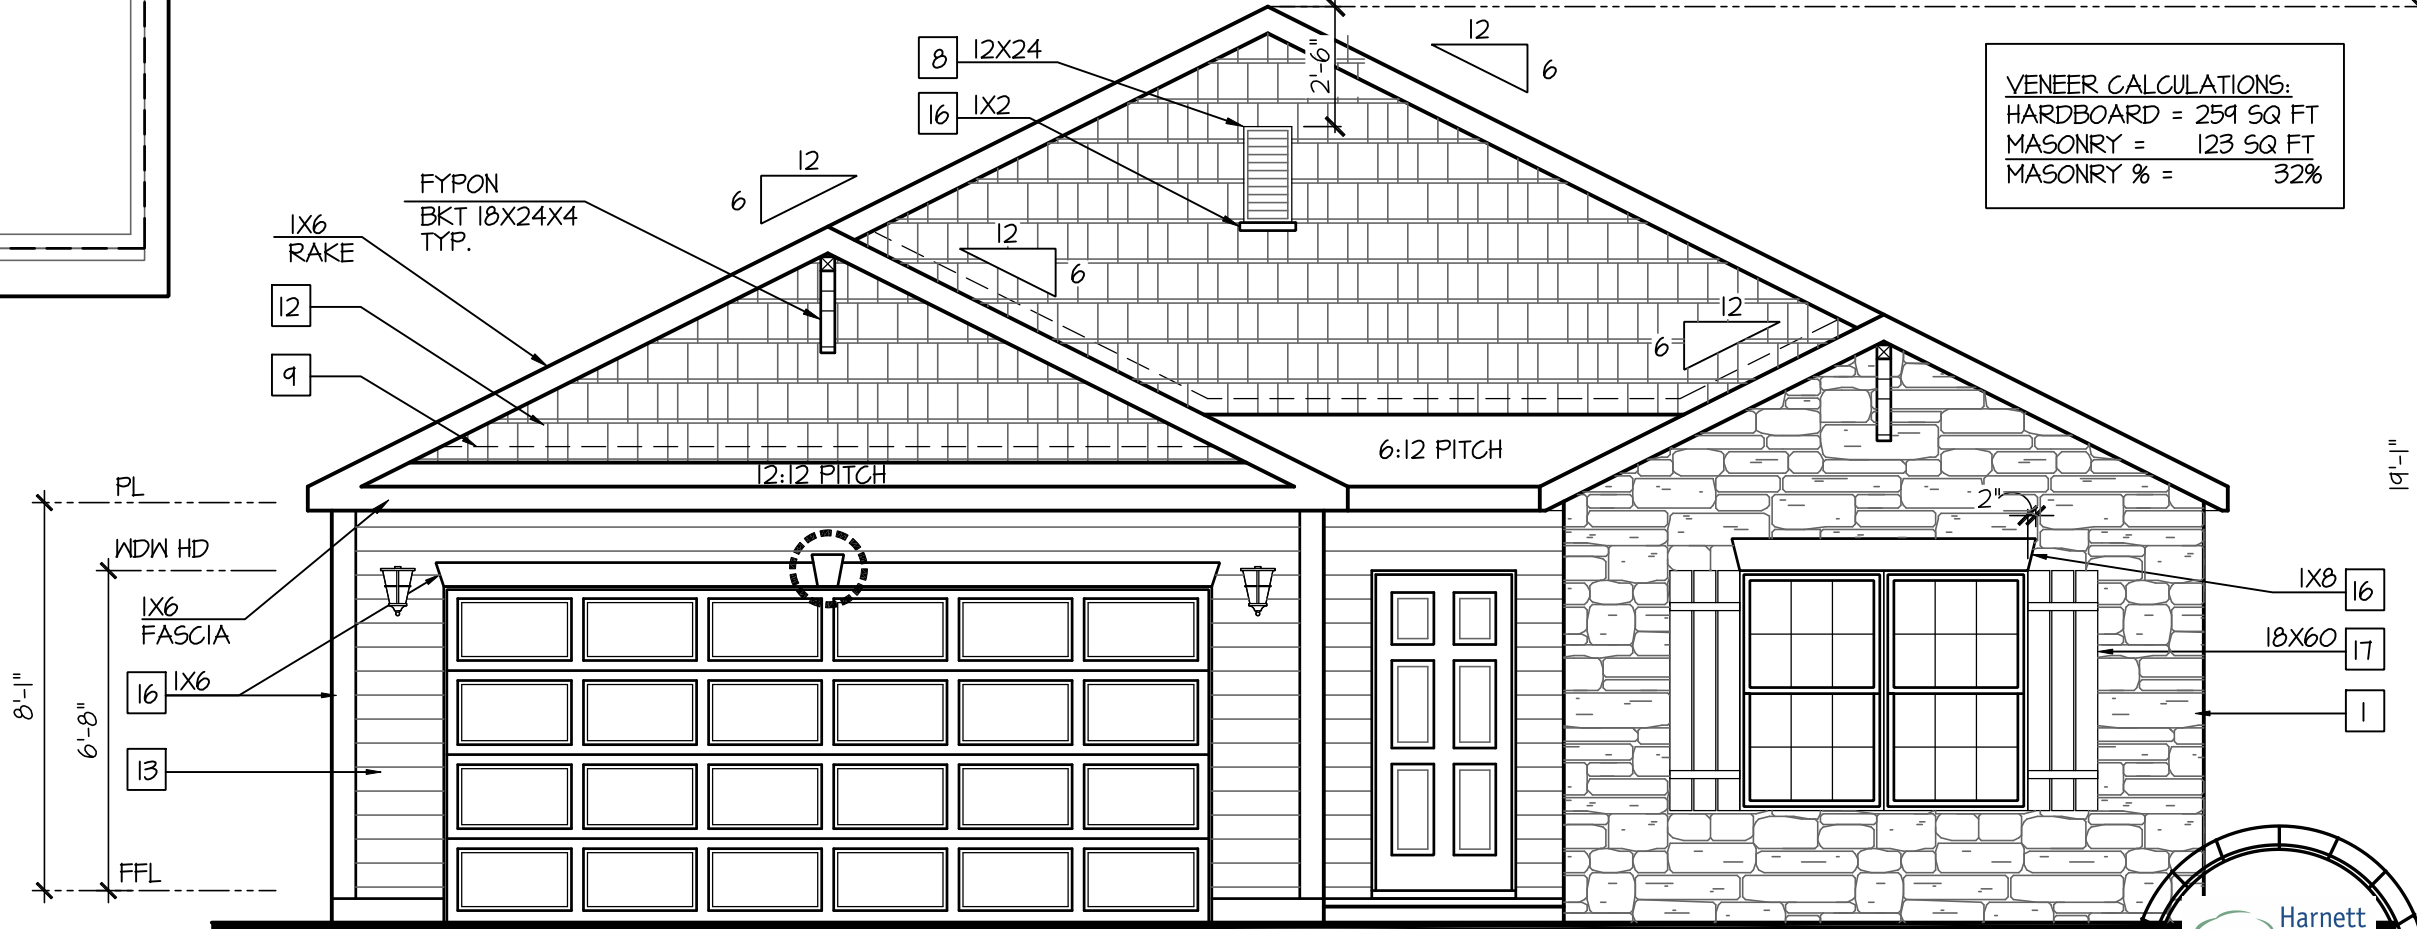 8 12X24
16 1X2
2'-6"
12
6
VENEER CALCULATIONS:
HARDBOARD = 259 SQ FT
MASONRY = 123 SQ FT
MASONRY % = 32%
12
6
FYPON
BKT 18X24X4
TYP.
1X6
RAKE
12
6
12
9
12
6
6:12 PITCH
12:12 PITCH
19'-1"
PL
2"
WDW HD
1X6
FASCIA
1X8 16
18X60 17
16 1X6
1
8'-1"
6'-8"
13
FFL
Harnett